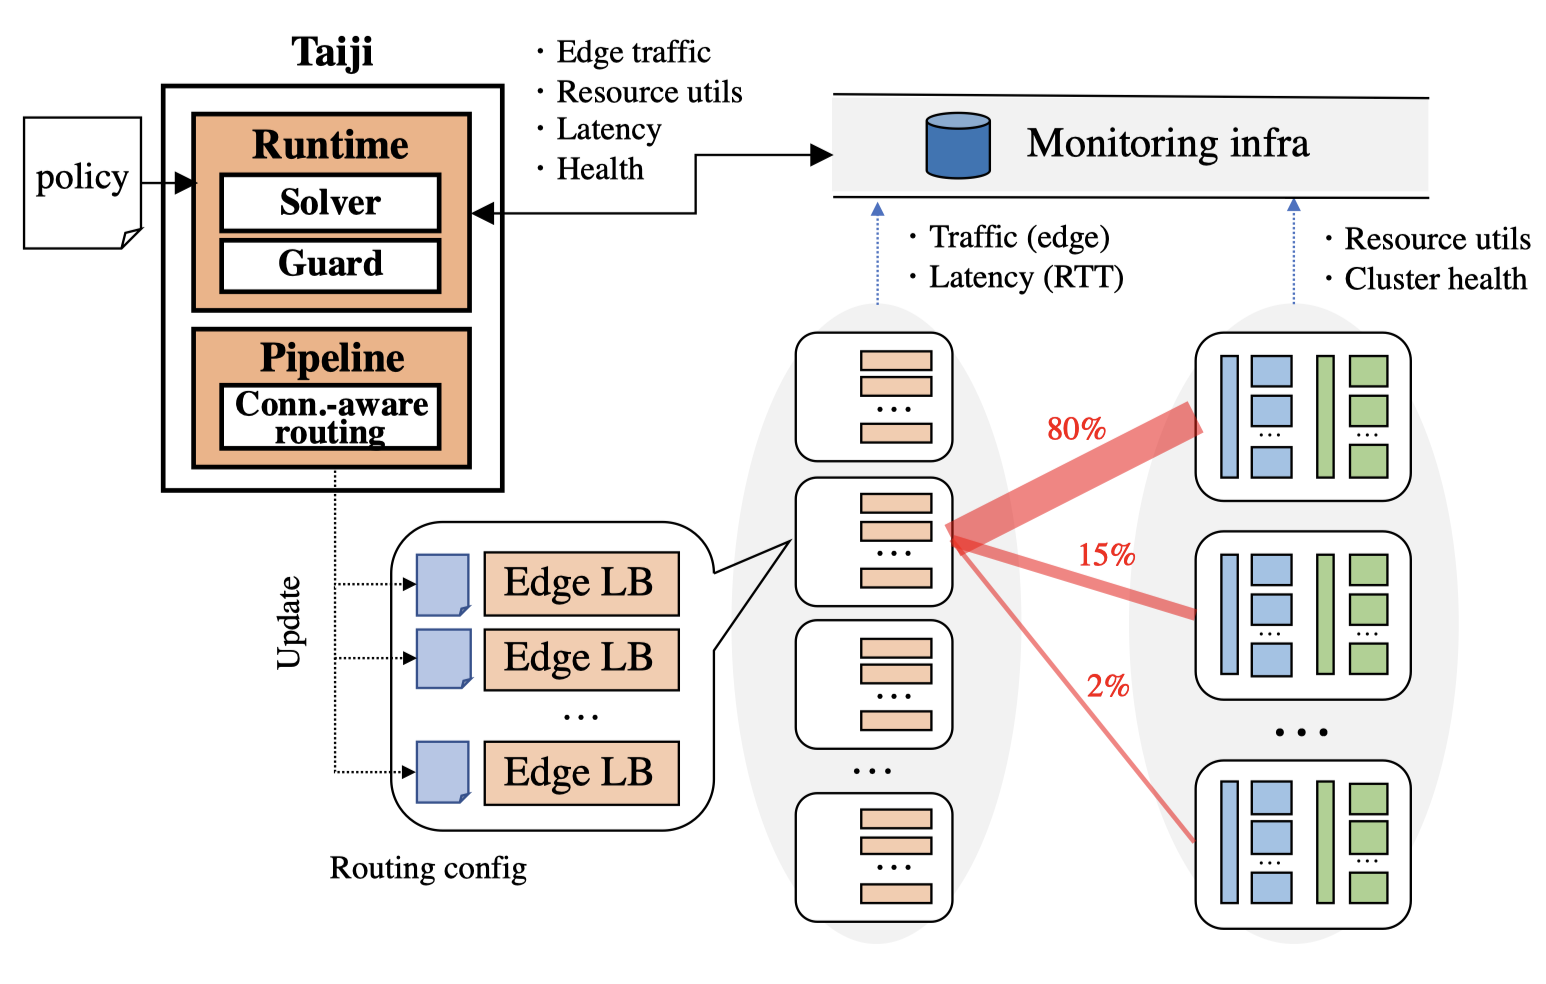 Taiji
policy
Runtime
Solver
Guard
Pipeline
Conn.-aware
routing
· Edge traffic
· Resource utils
· Latency
· Health
Monitoring infra
· Traffic (edge)
· Latency (RTT)
· Resource utils
· Cluster health
Update
Edge LB
Edge LB
...
Edge LB
Routing config
...
...
...
...
...
80%
15%
2%
... ...
... ...
...
... ...